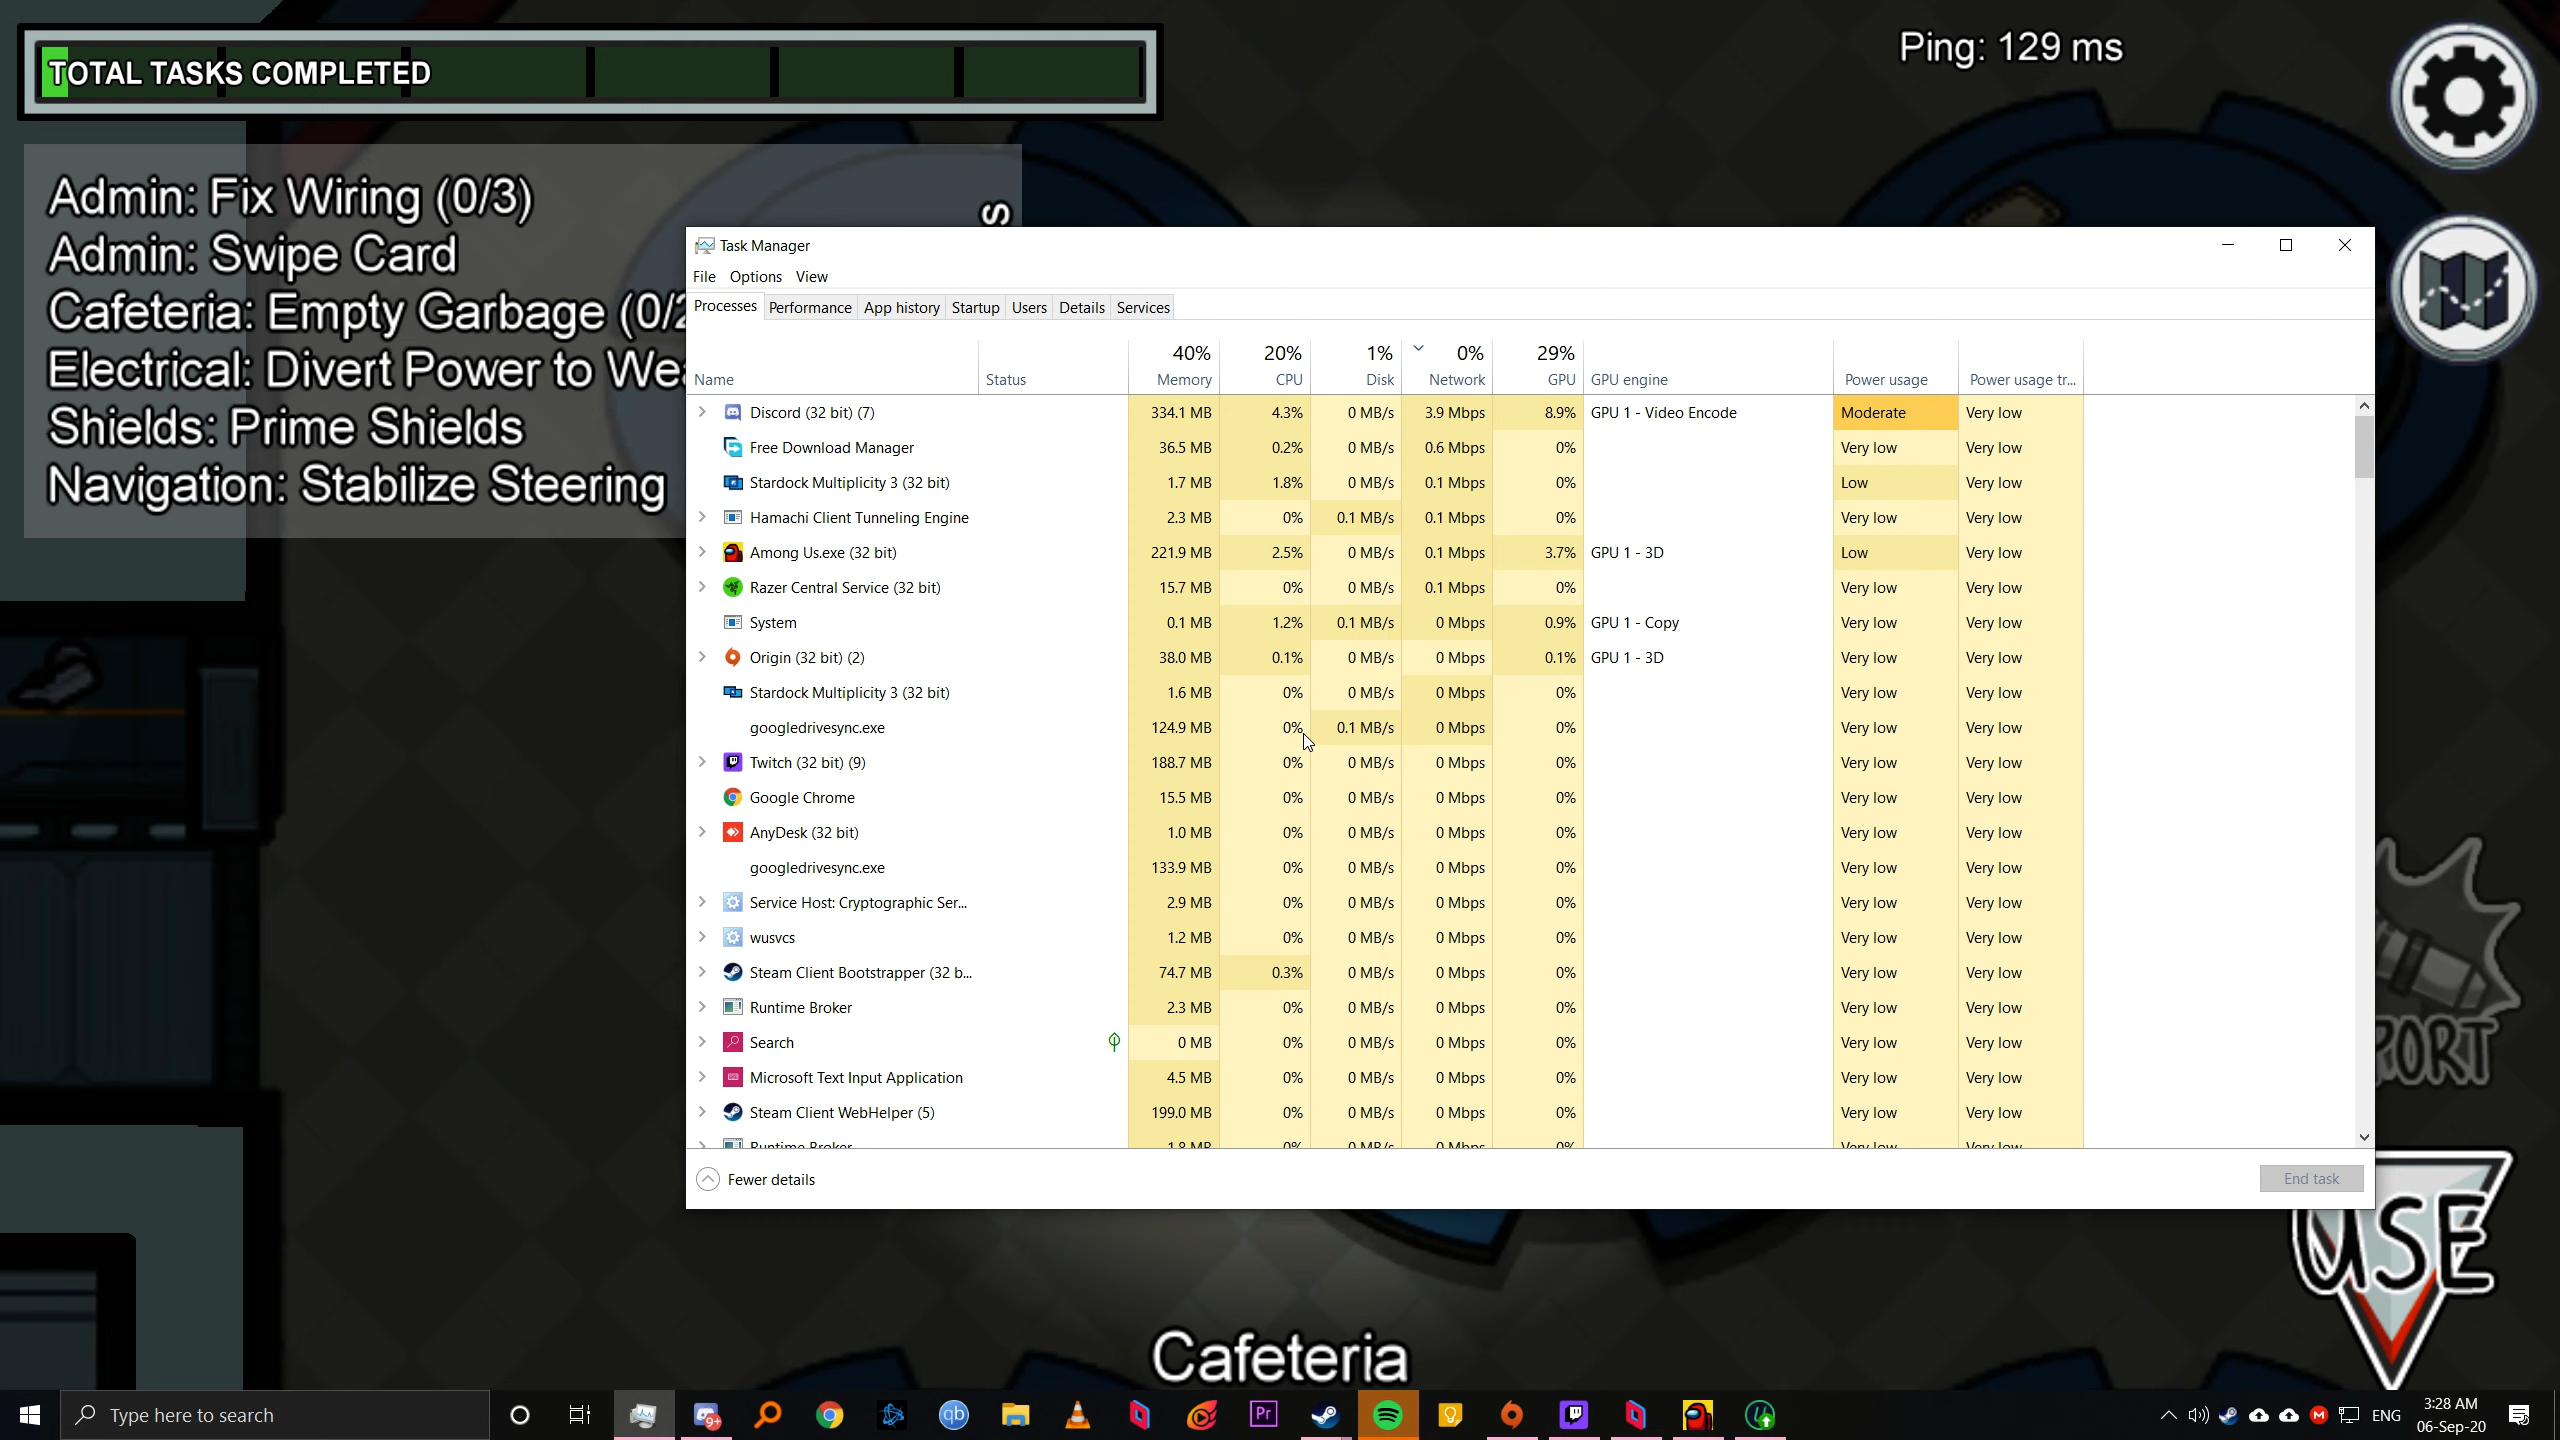 TOTAL TASKS COMPLETED
Ping: 129 ms
Admin: Fix Wiring (0/3)
Admin: Swipe Card
Cafeteria: Empty Garbage (0/2
Electrical: Divert Power to Wea
Shields: Prime Shields
Navigation: Stabilize Steering
s
Task Manager
File Options View
Processes Performance App history Startup Users Details Services
40% 20% 1% 0% 29%
Name Status Memory CPU Disk Network GPU GPU engine Power usage Power usage tr...
Discord (32 bit) (7) 334.1 MB 4.3% 0 MB/s 3.9 Mbps 8.9% GPU 1 - Video Encode Moderate Very low
Free Download Manager 36.5 MB 0.2% 0 MB/s 0.6 Mbps 0% Very low Very low
Stardock Multiplicity 3 (32 bit) 1.7 MB 1.8% 0 MB/s 0.1 Mbps 0% Low Very low
Hamachi Client Tunneling Engine 2.3 MB 0% 0.1 MB/s 0.1 Mbps 0% Very low Very low
Among Us.exe (32 bit) 221.9 MB 2.5% 0 MB/s 0.1 Mbps 3.7% GPU 1 - 3D Low Very low
Razer Central Service (32 bit) 15.7 MB 0% 0 MB/s 0.1 Mbps 0% Very low Very low
System 0.1 MB 1.2% 0.1 MB/s 0 Mbps 0.9% GPU 1 - Copy Very low Very low
Origin (32 bit) (2) 38.0 MB 0.1% 0 MB/s 0 Mbps 0.1% GPU 1 - 3D Very low Very low
Stardock Multiplicity 3 (32 bit) 1.6 MB 0% 0 MB/s 0 Mbps 0% Very low Very low
googledrivesync.exe 124.9 MB 0% 0.1 MB/s 0 Mbps 0% Very low Very low
Twitch (32 bit) (9) 188.7 MB 0% 0 MB/s 0 Mbps 0% Very low Very low
Google Chrome 15.5 MB 0% 0 MB/s 0 Mbps 0% Very low Very low
AnyDesk (32 bit) 1.0 MB 0% 0 MB/s 0 Mbps 0% Very low Very low
googledrivesync.exe 133.9 MB 0% 0 MB/s 0 Mbps 0% Very low Very low
Service Host: Cryptographic Ser... 2.9 MB 0% 0 MB/s 0 Mbps 0% Very low Very low
wusvcs 1.2 MB 0% 0 MB/s 0 Mbps 0% Very low Very low
Steam Client Bootstrapper (32 b... 74.7 MB 0.3% 0 MB/s 0 Mbps 0% Very low Very low
Runtime Broker 2.3 MB 0% 0 MB/s 0 Mbps 0% Very low Very low
Search 0 MB 0% 0 MB/s 0 Mbps 0% Very low Very low
Microsoft Text Input Application 4.5 MB 0% 0 MB/s 0 Mbps 0% Very low Very low
Steam Client WebHelper (5) 199.0 MB 0% 0 MB/s 0 Mbps 0% Very low Very low
Runtime Broker 1.8 MB 0% 0 MB/s 0 Mbps 0% Very low Very low
Fewer details End task
PORT
USE
Cafeteria
Type here to search
9+
qb
Pr
ENG
3:28 AM
06-Sep-20